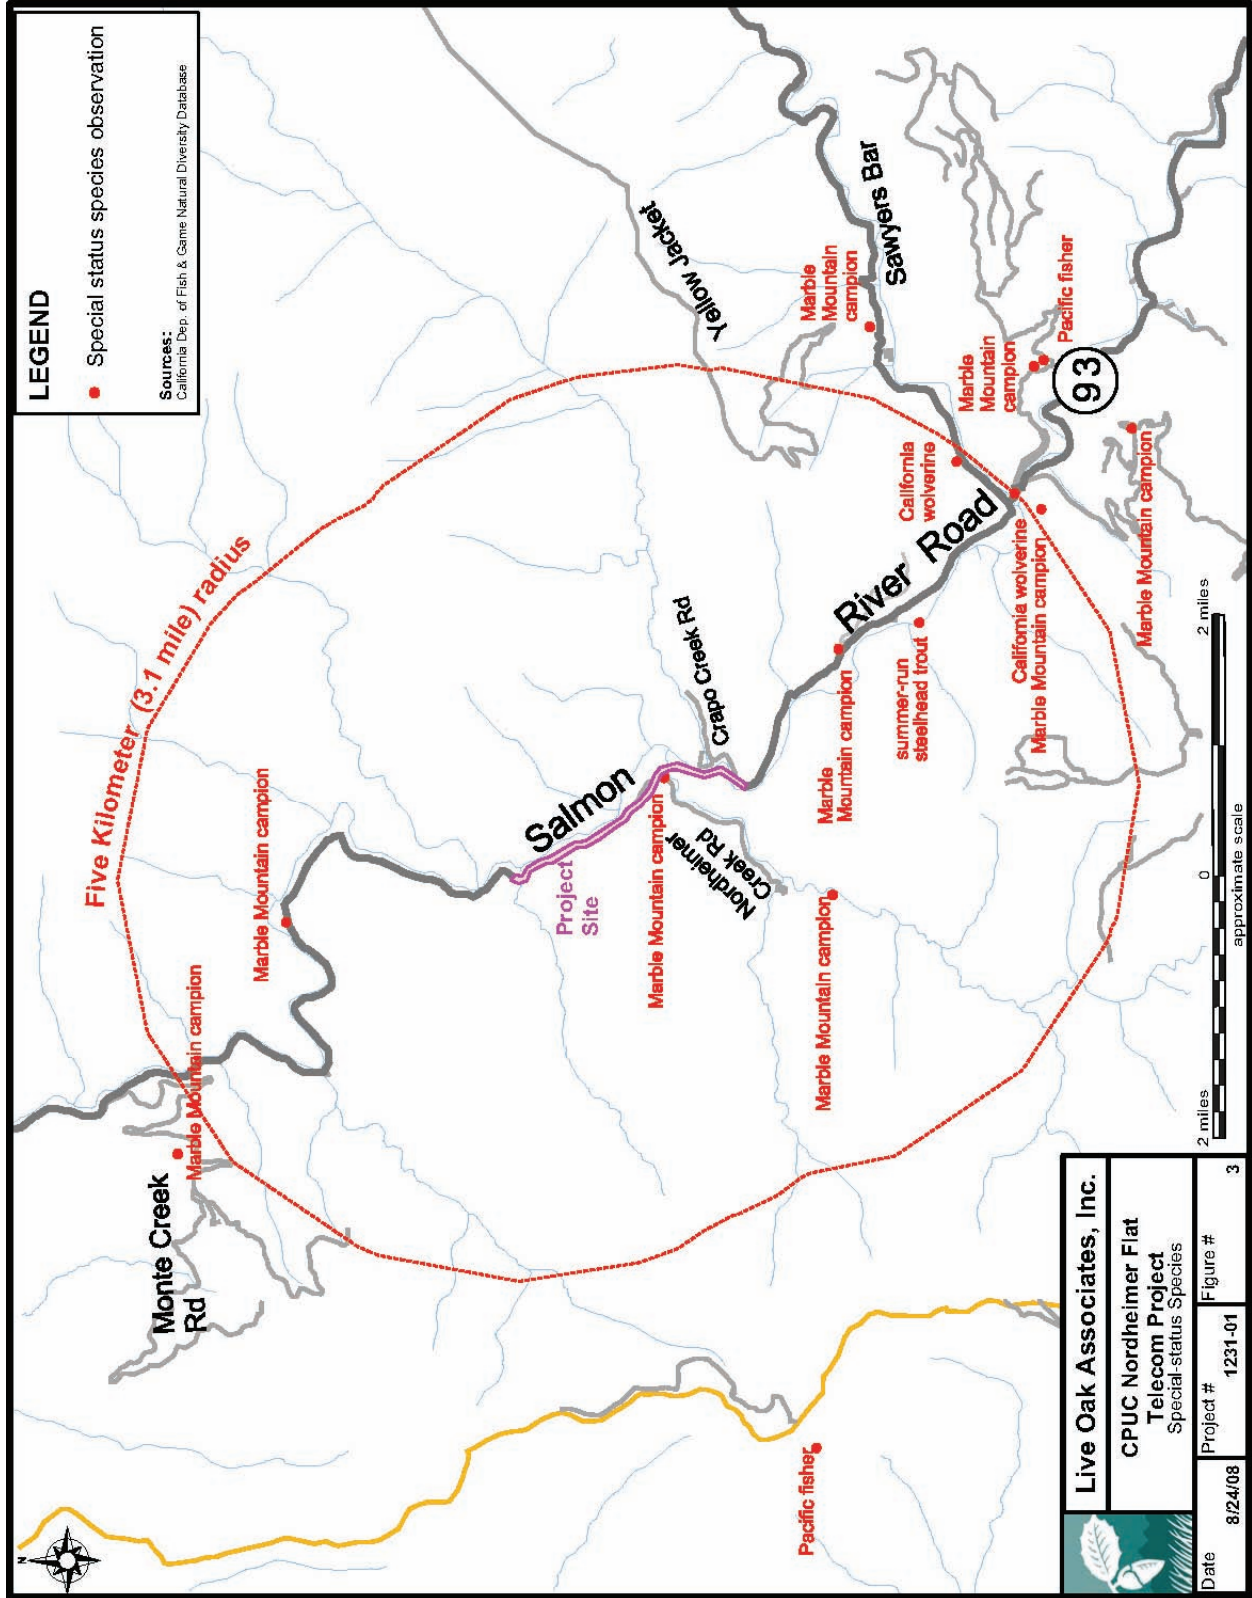 LEGEND
Special status species observation
Sources:
California Dep. of Fish & Game Natural Diversity Database
Five Kilometer (3.1 mile) radius
N
Monte Creek
Rd
Marble Mountain campion
Marble Mountain campion
Salmon
River Road
Project
Site
Marble Mountain campion
Nordheimer
Creek Rd
Crapo Creek Rd
Marble Mountain campion
Marble
Mountain campion
summer-run
steelhead trout
California
wolverine
California wolverine
Marble Mountain campion
Yellow Jacket
Sawyers Bar
Marble
Mountain
campion
Marble
Mountain
campion
Pacific fisher
93
Marble Mountain campion
Pacific fisher
2 miles
0
2 miles
approximate scale
Live Oak Associates, Inc.
CPUC Nordheimer Flat
Telecom Project
Special-status Species
Date
8/24/08
Project #
1231-01
Figure #
3